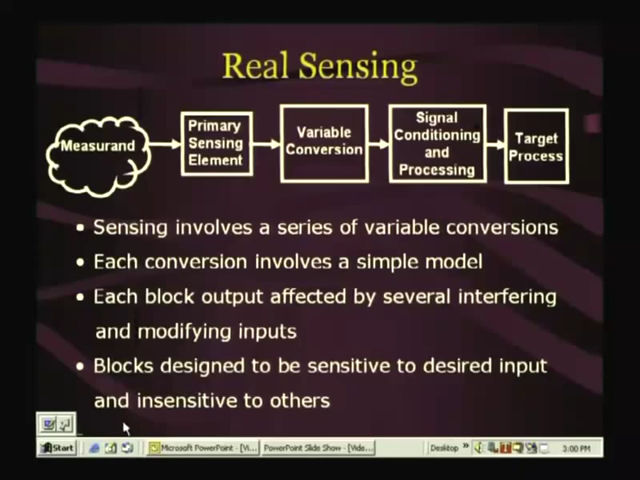 Real Sensing
Measurand
Primary
Sensing
Element
Variable
Conversion
Signal
Conditioning
and
Processing
Target
Process
• Sensing involves a series of variable conversions
• Each conversion involves a simple model
• Each block output affected by several interfering
and modifying inputs
• Blocks designed to be sensitive to desired input
and insensitive to others
Start
Microsoft PowerPoint - [Vi...
PowerPoint Slide Show - [Vide...
Desktop »
3:00 PM